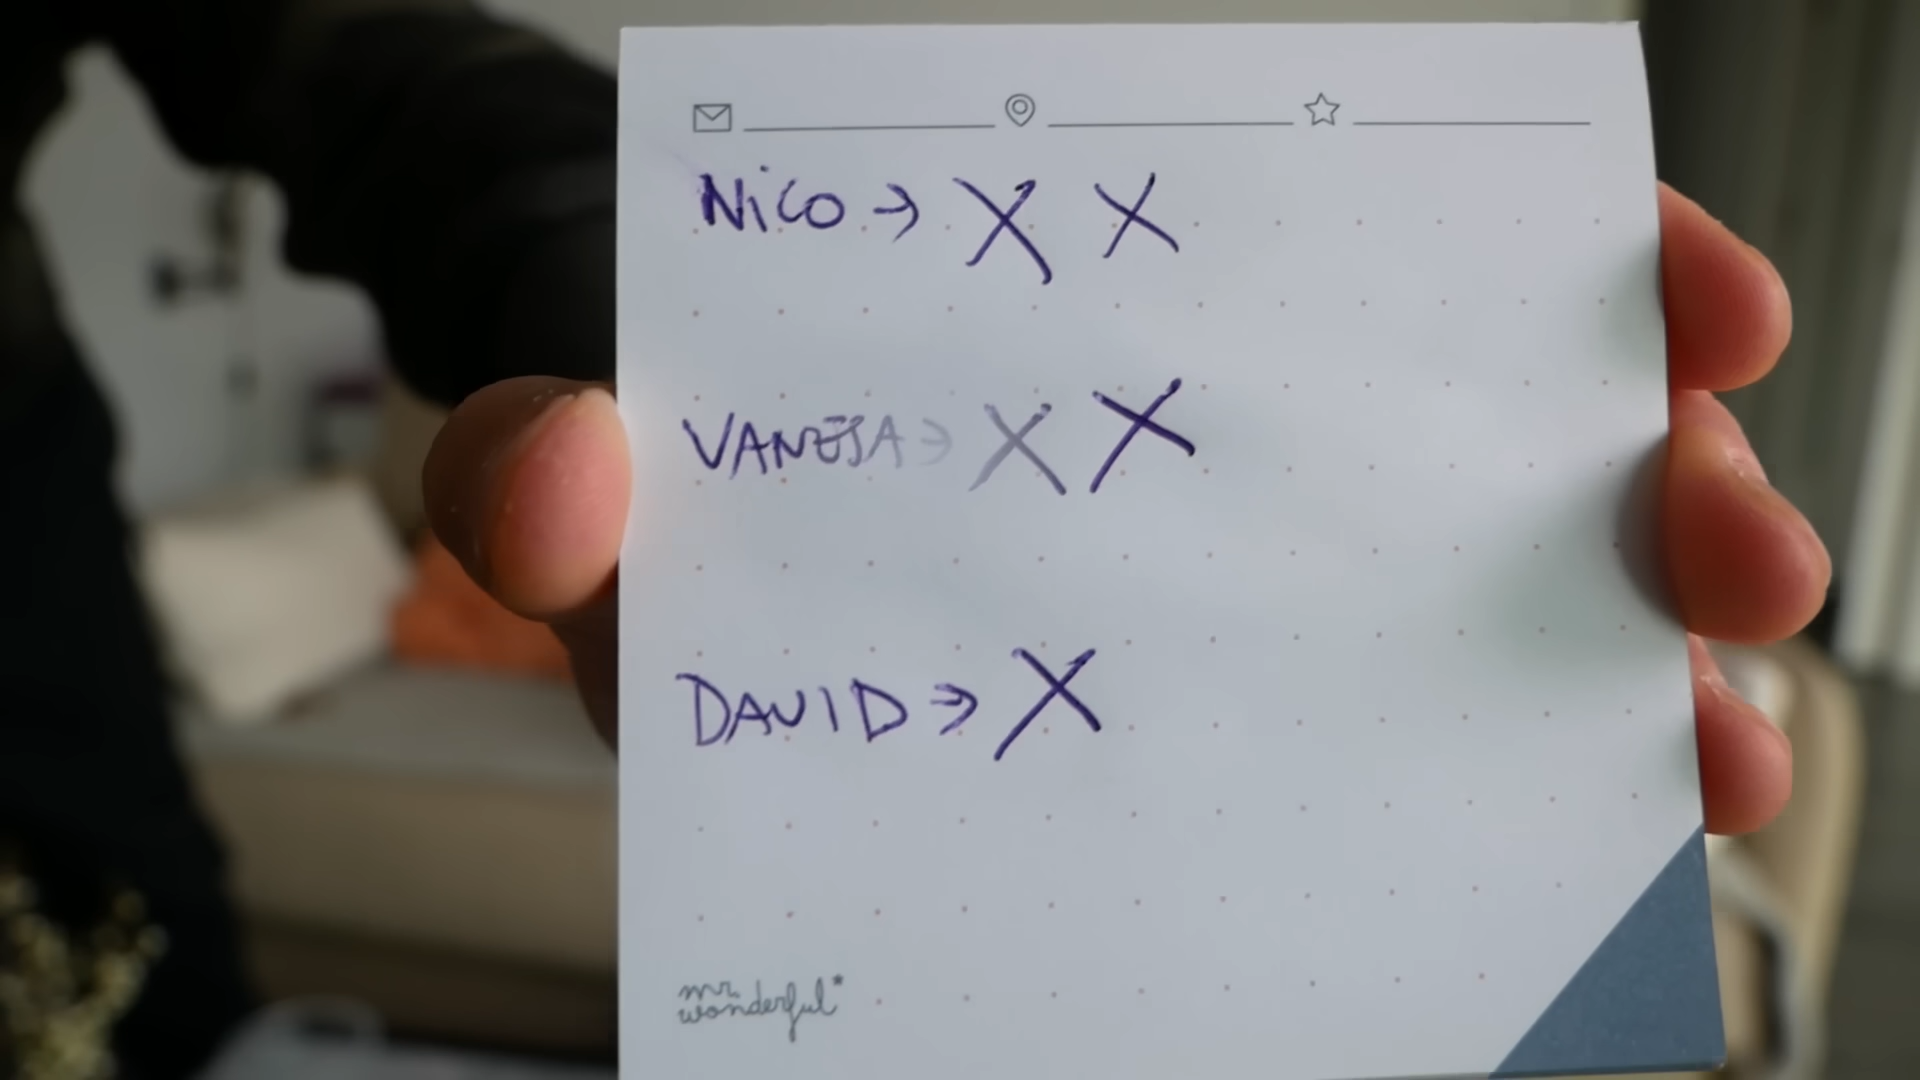 Nico → X X
VANESA → X X
DAVID → X
mr.
wonderful*